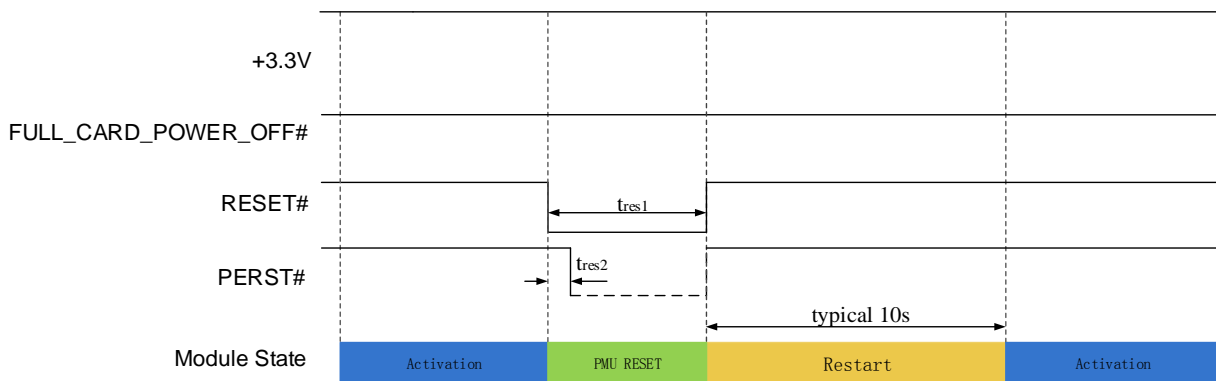 +3.3V
FULL_CARD_POWER_OFF#
RESET#
tres1
PERST#
tres2
typical 10s
Module State
Activation
PMU RESET
Restart
Activation